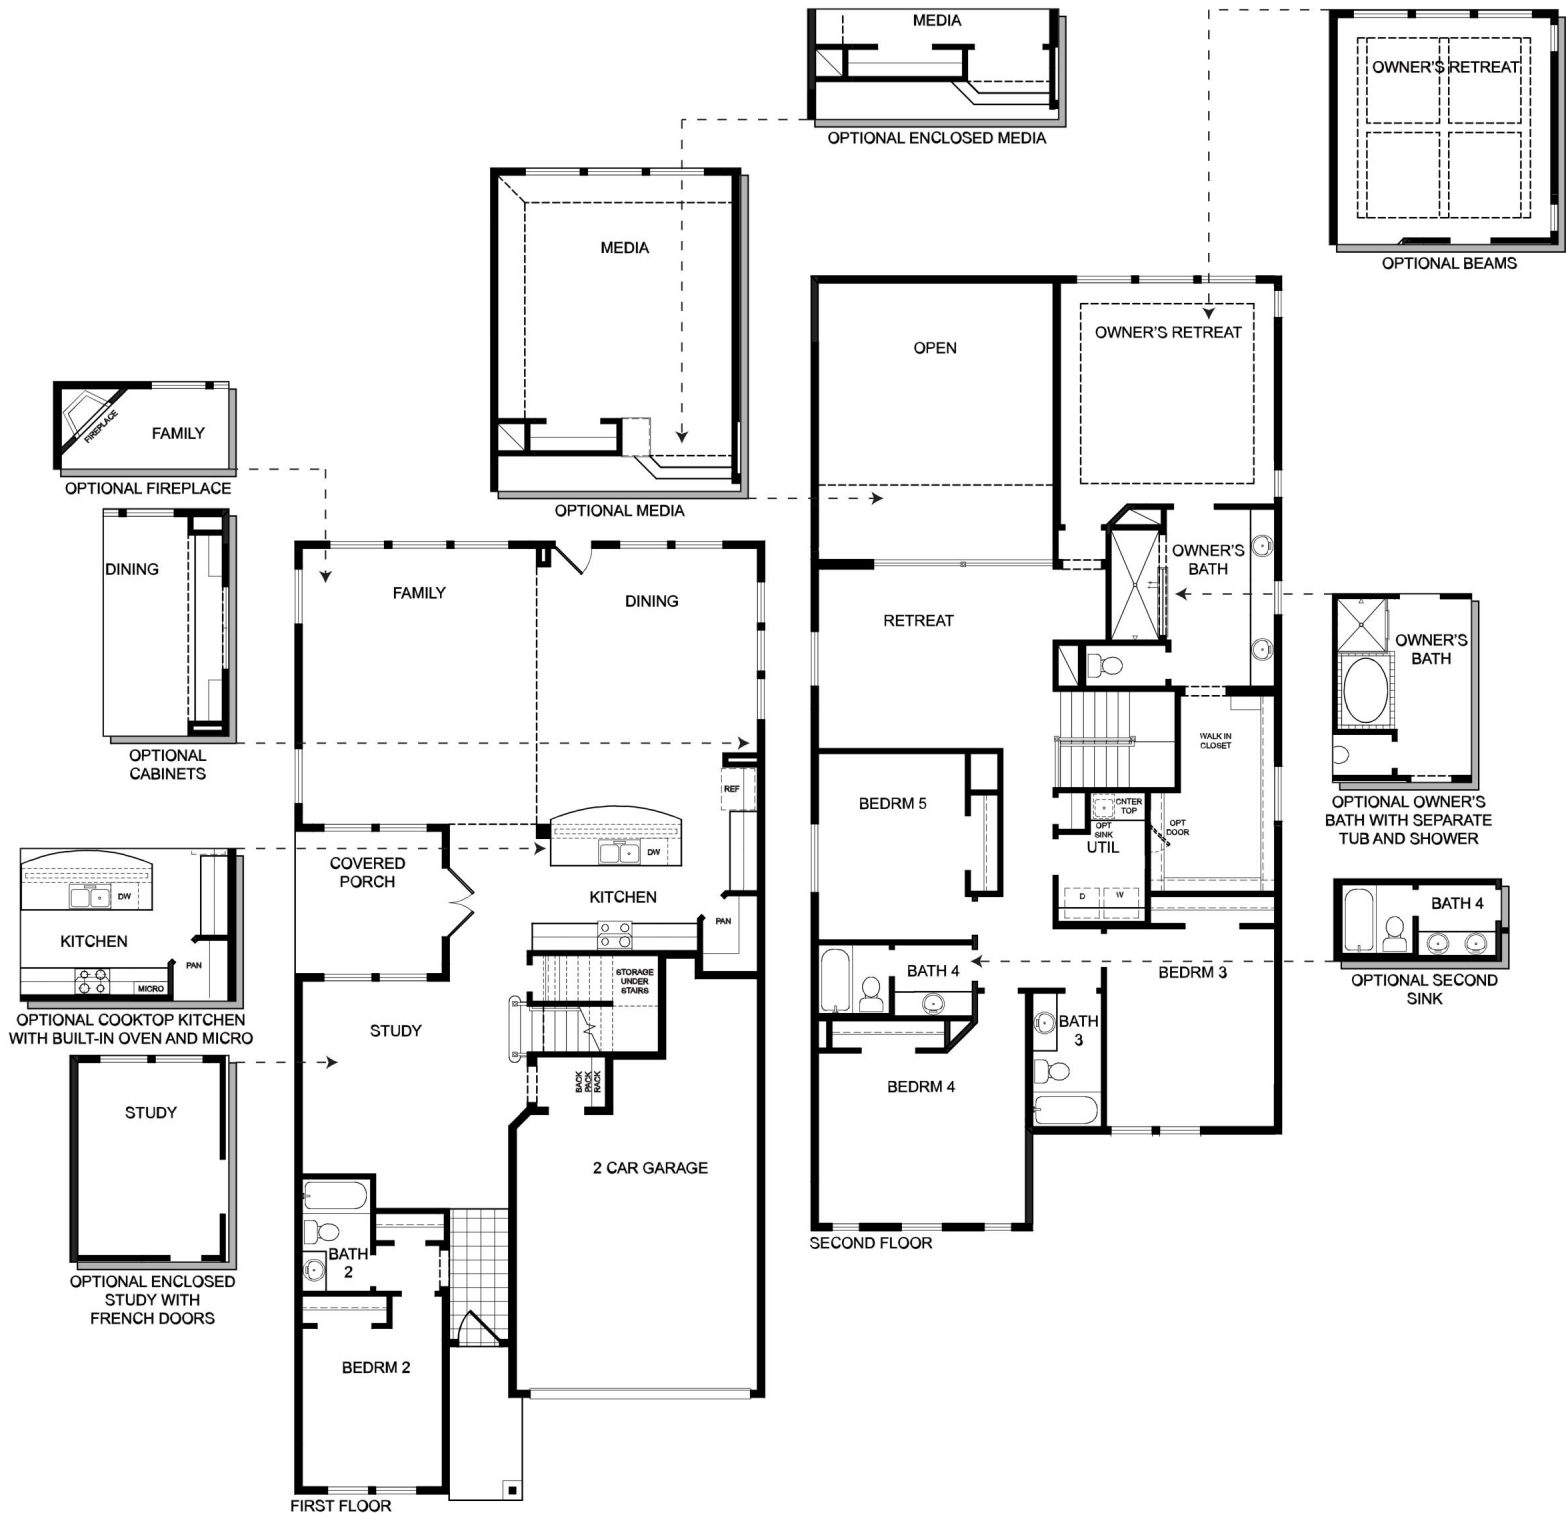 MEDIA
OPTIONAL ENCLOSED MEDIA
OWNER'S RETREAT
OPTIONAL BEAMS
MEDIA
OPTIONAL MEDIA
FIREPLACE
FAMILY
OPTIONAL FIREPLACE
DINING
OPTIONAL
CABINETS
DW
KITCHEN
PAN
MICRO
OPTIONAL COOKTOP KITCHEN
WITH BUILT-IN OVEN AND MICRO
STUDY
OPTIONAL ENCLOSED
STUDY WITH
FRENCH DOORS
FAMILY
DINING
REF
COVERED
PORCH
DW
KITCHEN
PAN
STORAGE
UNDER
STAIRS
STUDY
BACK
PACK
RACK
2 CAR GARAGE
BATH
2
BEDRM 2
FIRST FLOOR
OPEN
OWNER'S RETREAT
OWNER'S
BATH
RETREAT
WALK IN
CLOSET
BEDRM 5
CNTER
TOP
OPT
SINK
UTIL
OPT
DOOR
D
W
BATH 4
BEDRM 3
BATH
3
BEDRM 4
SECOND FLOOR
OWNER'S
BATH
OPTIONAL OWNER'S
BATH WITH SEPARATE
TUB AND SHOWER
BATH 4
OPTIONAL SECOND
SINK